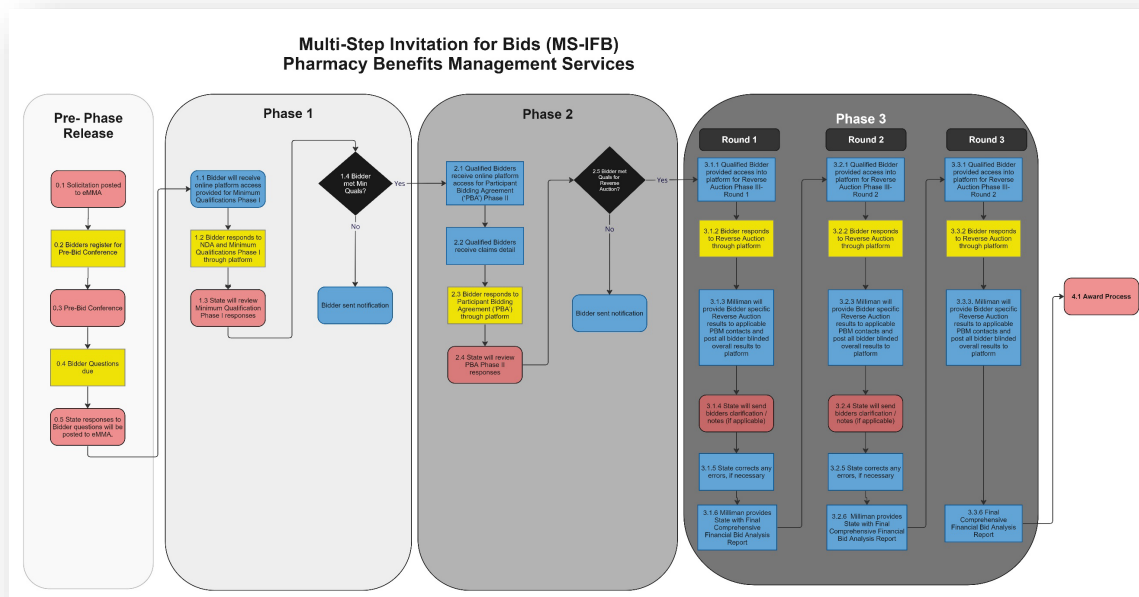 Multi-Step Invitation for Bids (MS-IFB)
Pharmacy Benefits Management Services
Pre- Phase
Release
0.1 Solicitation posted
to eMMA
0.2 Bidders register for
Pre-Bid Conference
0.3 Pre-Bid Conference
0.4 Bidder Questions
due
0.5 State responses to
Bidder questions will be
posted to eMMA.
Phase 1
1.1 Bidder will receive
online platform access
provided for Minimum
Qualifications Phase I
1.2 Bidder responds to
NDA and Minimum
Qualifications Phase I
through platform
1.3 State will review
Minimum Qualification
Phase I responses
1.4 Bidder
met Min
Quals?
Yes
No
Bidder sent notification
Phase 2
2.1 Qualified Bidders
receive online platform
access for Participant
Bidding Agreement
('PBA') Phase II
2.2 Qualified Bidders
receive claims detail
2.3 Bidder responds to
Participant Bidding
Agreement ('PBA')
through platform
2.4 State will review
PBA Phase II
responses
2.5 Bidder met
Quals for
Reverse
Auction?
Yes
No
Bidder sent notification
Phase 3
Round 1
3.1.1 Qualified Bidder
provided access into
platform for Reverse
Auction Phase III-
Round 1
3.1.2 Bidder responds
to Reverse Auction
through platform
3.1.3 Milliman will
provide Bidder specific
Reverse Auction
results to applicable
PBM contacts and
post all bidder blinded
overall results to
platform
3.1.4 State will send
bidders clarification /
notes (if applicable)
3.1.5 State corrects any
errors, if necessary
3.1.6 Milliman provides
State with Final
Comprehensive
Financial Bid Analysis
Report
Round 2
3.2.1 Qualified Bidder
provided access into
platform for Reverse
Auction Phase III-
Round 2
3.2.2 Bidder responds
to Reverse Auction
through platform
3.2.3 Milliman will
provide Bidder specific
Reverse Auction
results to applicable
PBM contacts and
post all bidder blinded
overall results to
platform
3.2.4 State will send
bidders clarification /
notes (if applicable)
3.2.5 State corrects any
errors, if necessary
3.2.6 Milliman provides
State with Final
Comprehensive Financial
Bid Analysis Report
Round 3
3.3.1 Qualified Bidder
provided access into
platform for Reverse
Auction Phase III-
Round 2
3.3.2 Bidder responds
to Reverse Auction
through platform
3.3.3. Milliman will
provide Bidder specific
Reverse Auction
results to applicable
PBM contacts and
post all bidder blinded
overall results to
platform
3.3.6 Final
Comprehensive
Financial Bid Analysis
Report
4.1 Award Process